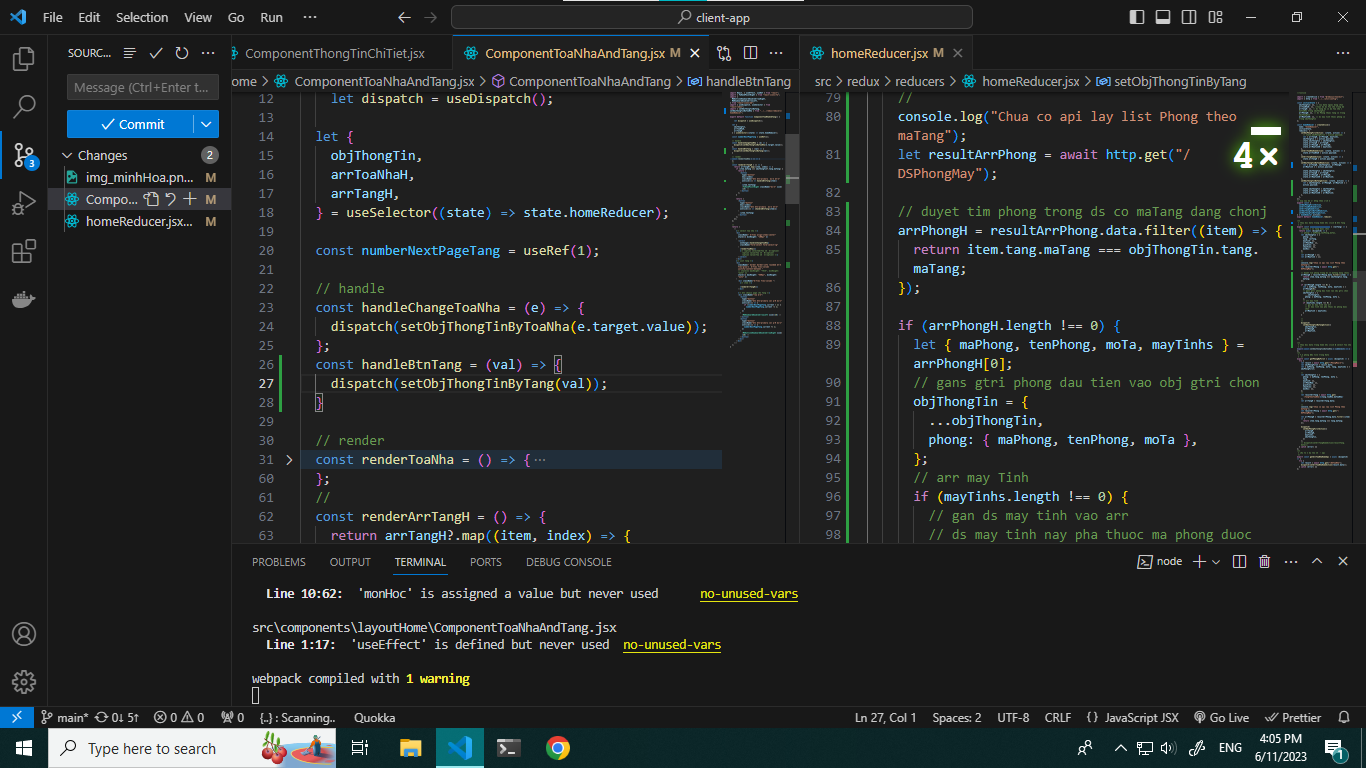 File Edit Selection View Go Run ···
client-app
SOURC...
Message (Ctrl+Enter t...
Commit
Changes 2
img_minhHoa.pn... M
Compo... M
homeReducer.jsx... M
3
ComponentThongTinChiTiet.jsx
ComponentToaNhaAndTang.jsx M
ome > ComponentToaNhaAndTang.jsx > ComponentToaNhaAndTang > handleBtnTang
12 let dispatch = useDispatch();
13
14 let {
15 objThongTin,
16 arrToaNhaH,
17 arrTangH,
18 } = useSelector((state) => state.homeReducer);
19
20 const numberNextPageTang = useRef(1);
21
22 // handle
23 const handleChangeToaNha = (e) => {
24 dispatch(setObjThongTinByToaNha(e.target.value));
25 };
26 const handleBtnTang = (val) => {
27 dispatch(setObjThongTinByTang(val));
28 }
29
30 // render
31 const renderToaNha = () => {···
60 };
61 //
62 const renderArrTangH = () => {
63 return arrTangH?.map((item, index) => {
homeReducer.jsx M
src > redux > reducers > homeReducer.jsx > setObjThongTinByTang
79 //
80 console.log("Chua co api lay list Phong theo
maTang");
81 let resultArrPhong = await http.get("/
DSPhongMay");
82
83 // duyet tim phong trong ds co maTang dang chonj
84 arrPhongH = resultArrPhong.data.filter((item) => {
85 return item.tang.maTang === objThongTin.tang.
maTang;
86 });
87
88 if (arrPhongH.length !== 0) {
89 let { maPhong, tenPhong, moTa, mayTinhs } =
arrPhongH[0];
90 // gans gtri phong dau tien vao obj gtri chon
91 objThongTin = {
92 ...objThongTin,
93 phong: { maPhong, tenPhong, moTa },
94 };
95 // arr may Tinh
96 if (mayTinhs.length !== 0) {
97 // gan ds may tinh vao arr
98 // ds may tinh nay pha thuoc ma phong duoc
4×
PROBLEMS OUTPUT TERMINAL PORTS DEBUG CONSOLE
node
Line 10:62: 'monHoc' is assigned a value but never used no-unused-vars
src\components\layoutHome\ComponentToaNhaAndTang.jsx
Line 1:17: 'useEffect' is defined but never used no-unused-vars
webpack compiled with 1 warning
main* 0↓ 5↑ 0 0 0 {..} : Scanning.. Quokka
Ln 27, Col 1 Spaces: 2 UTF-8 CRLF { } JavaScript JSX Go Live Prettier
Type here to search
ENG
4:05 PM
6/11/2023
1